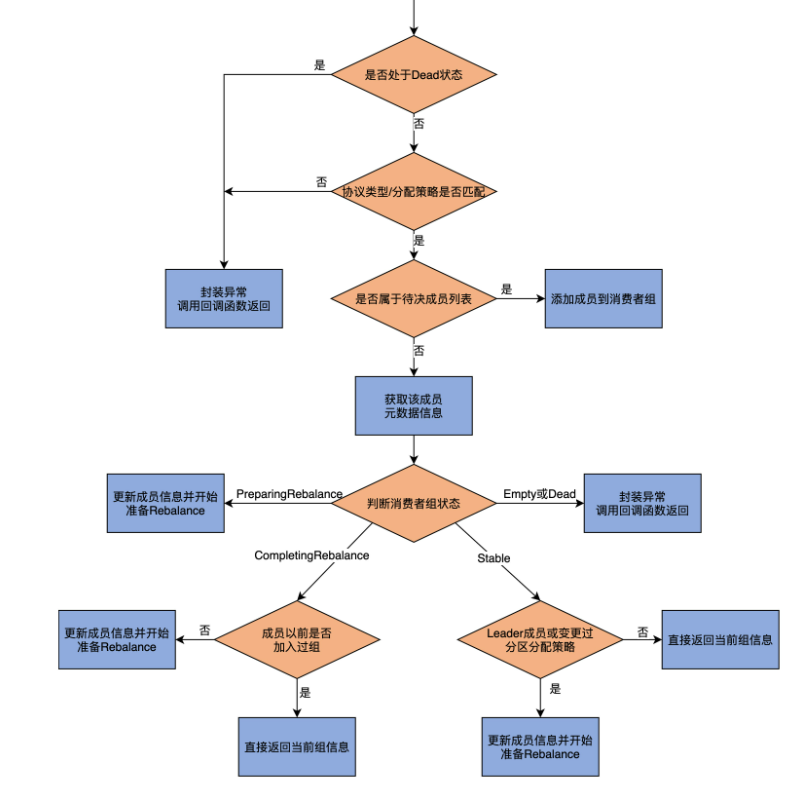 是否处于Dead状态
是
否
协议类型/分配策略是否匹配
否
是
封装异常
调用回调函数返回
是否属于待决成员列表
是
添加成员到消费者组
否
获取该成员
元数据信息
更新成员信息并开始
准备Rebalance
PreparingRebalance
判断消费者组状态
Empty或Dead
封装异常
调用回调函数返回
CompletingRebalance
Stable
更新成员信息并开始
准备Rebalance
否
成员以前是否
加入过组
Leader成员或变更过
分区分配策略
否
直接返回当前组信息
是
是
直接返回当前组信息
更新成员信息并开始
准备Rebalance